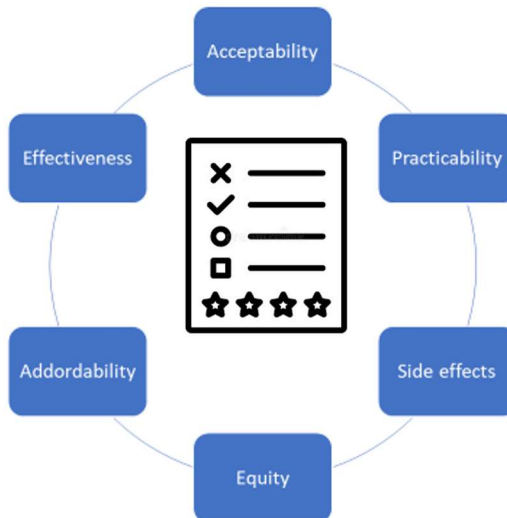 Acceptability
Practicability
Side effects
Equity
Addordability
Effectiveness